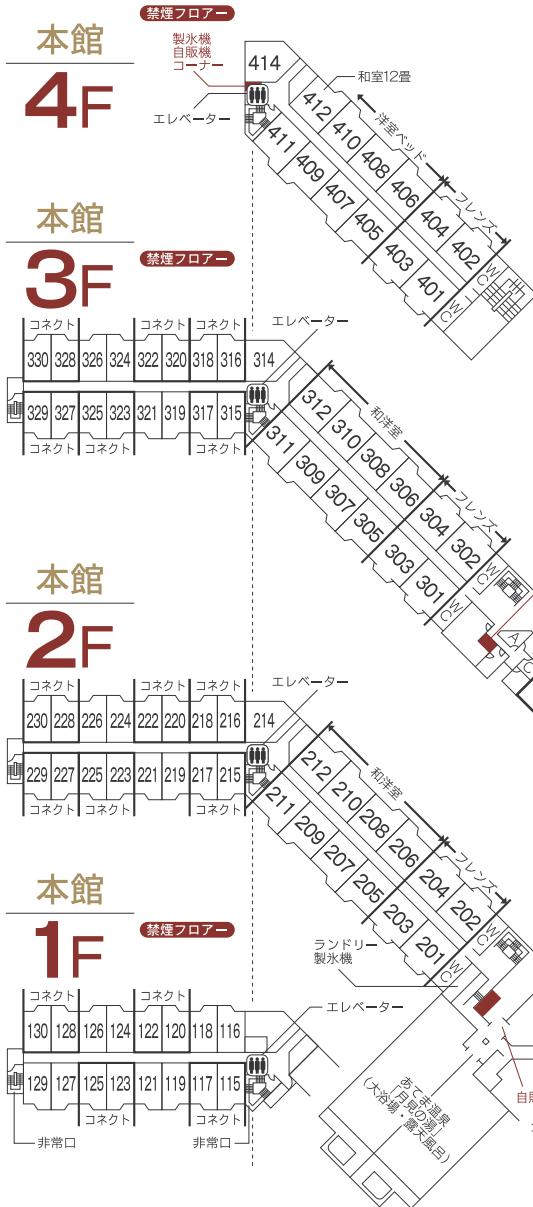 本館
4F
禁煙フロアー
製氷機
自販機
コーナー
エレベーター
和室12畳
洋室ベッド
フレンズ
414
412 410 408 406 404 402
411 409 407 405 403 401
WC
WC
本館
3F
禁煙フロアー
エレベーター
コネクト コネクト コネクト
330 328 326 324 322 320 318 316 314
329 327 325 323 321 319 317 315
コネクト コネクト コネクト
和洋室
フレンズ
312 310 308 306 304 302
311 309 307 305 303 301
WC
WC
A
C
本館
2F
エレベーター
コネクト コネクト コネクト
230 228 226 224 222 220 218 216 214
229 227 225 223 221 219 217 215
コネクト コネクト コネクト
和洋室
フレンズ
212 210 208 206 204 202
211 209 207 205 203 201
WC
WC
本館
1F
禁煙フロアー
ランドリー
製氷機
エレベーター
コネクト コネクト
130 128 126 124 122 120 118 116
129 127 125 123 121 119 117 115
コネクト コネクト
非常口 非常口
あてま温泉
「月見の湯」
(大浴場・露天風呂)
自販